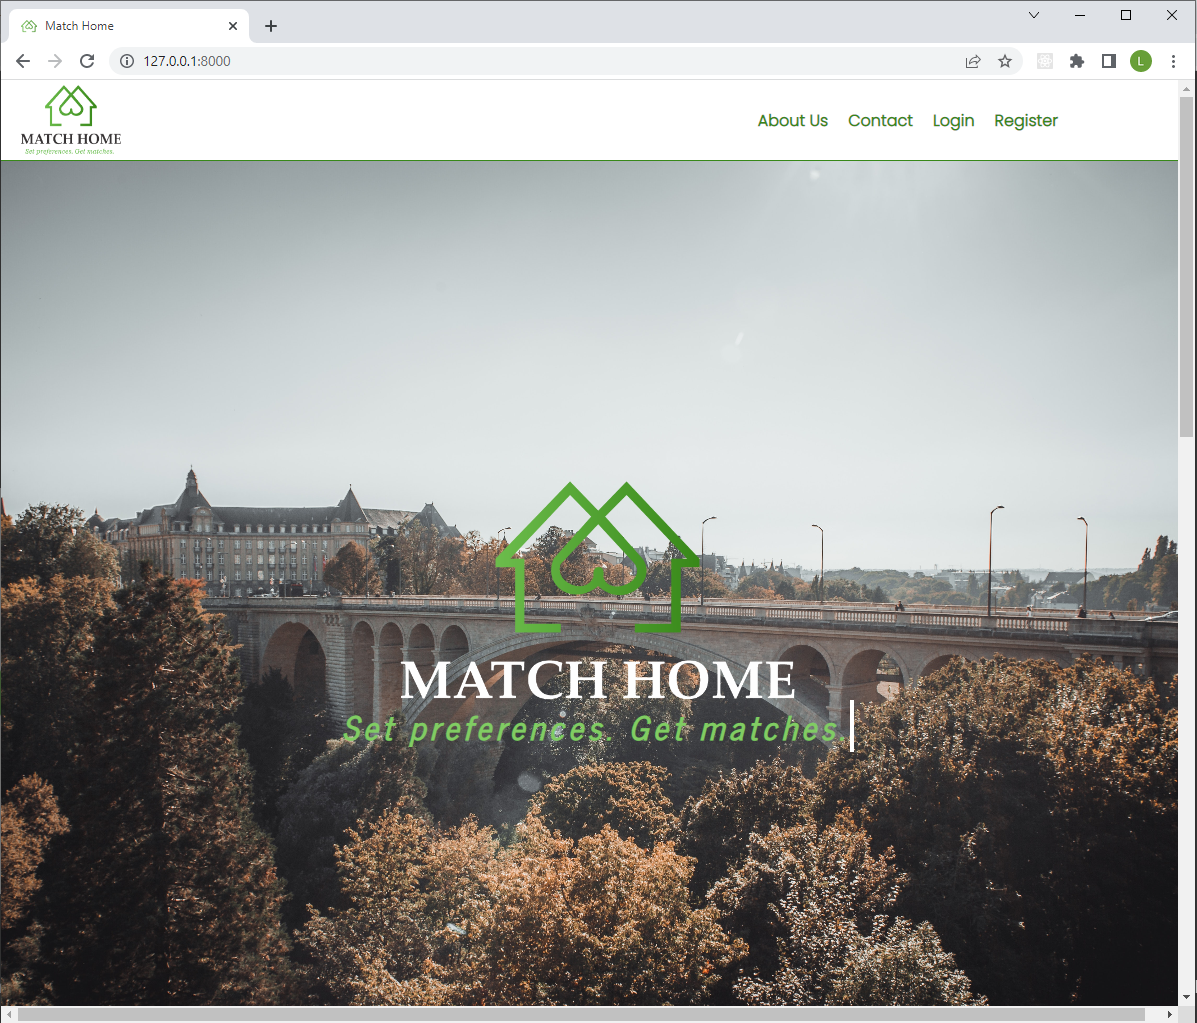 Match Home
127.0.0.1:8000
L
MATCH HOME
Set preferences. Get matches.
About Us Contact Login Register
MATCH HOME
Set preferences. Get matches.